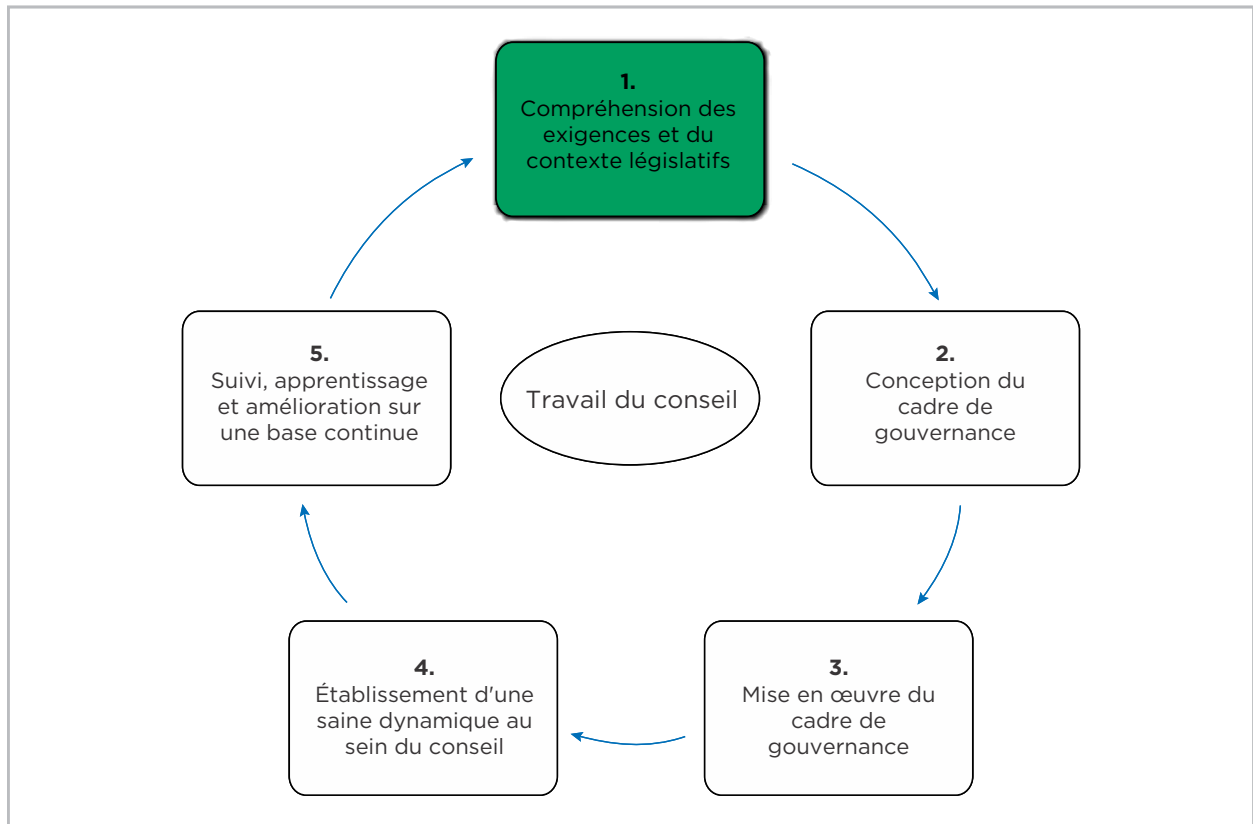 1.
Compréhension des
exigences et du
contexte législatifs
2.
Conception du
cadre de
gouvernance
3.
Mise en œuvre du
cadre de
gouvernance
4.
Établissement d'une
saine dynamique au
sein du conseil
5.
Suivi, apprentissage
et amélioration sur
une base continue
Travail du conseil